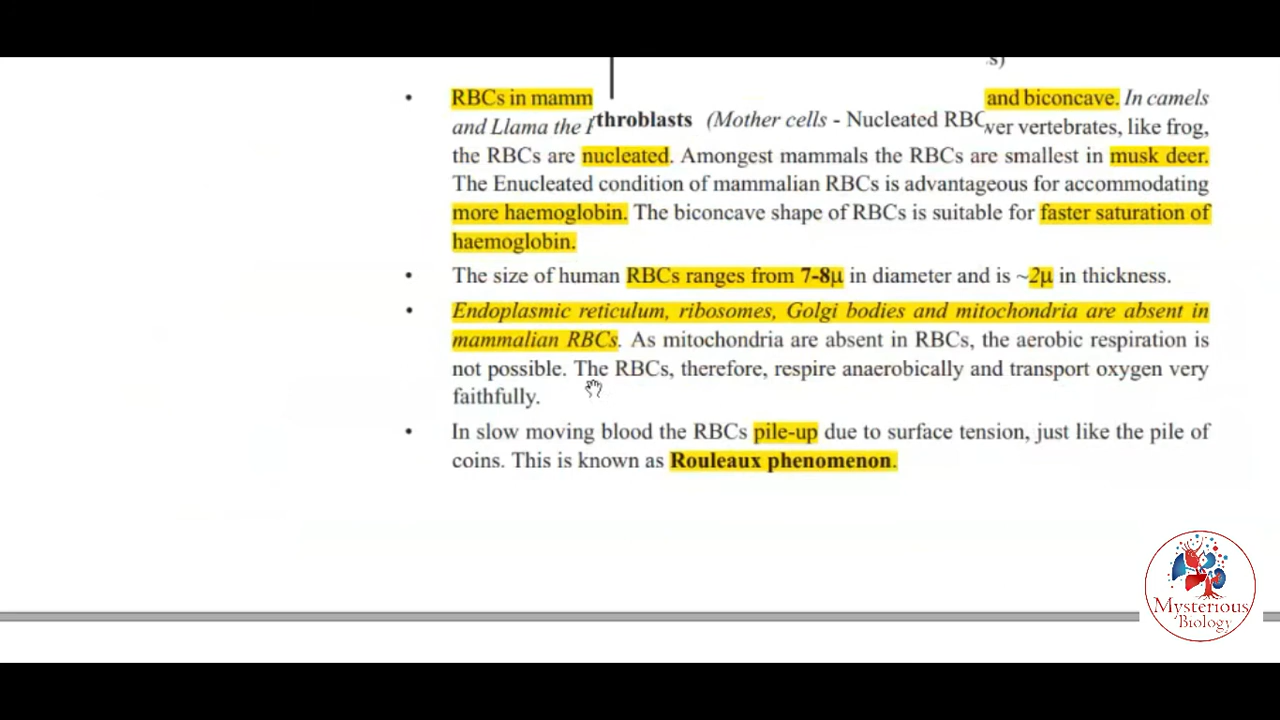 s)
• RBCs in mamm and biconcave. In camels
and Llama the throblasts (Mother cells - Nucleated RBC ver vertebrates, like frog,
the RBCs are nucleated. Amongest mammals the RBCs are smallest in musk deer.
The Enucleated condition of mammalian RBCs is advantageous for accommodating
more haemoglobin. The biconcave shape of RBCs is suitable for faster saturation of
haemoglobin.
• The size of human RBCs ranges from 7-8µ in diameter and is ~2µ in thickness.
• Endoplasmic reticulum, ribosomes, Golgi bodies and mitochondria are absent in
mammalian RBCs. As mitochondria are absent in RBCs, the aerobic respiration is
not possible. The RBCs, therefore, respire anaerobically and transport oxygen very
faithfully.
• In slow moving blood the RBCs pile-up due to surface tension, just like the pile of
coins. This is known as Rouleaux phenomenon.
Mysterious
Biology